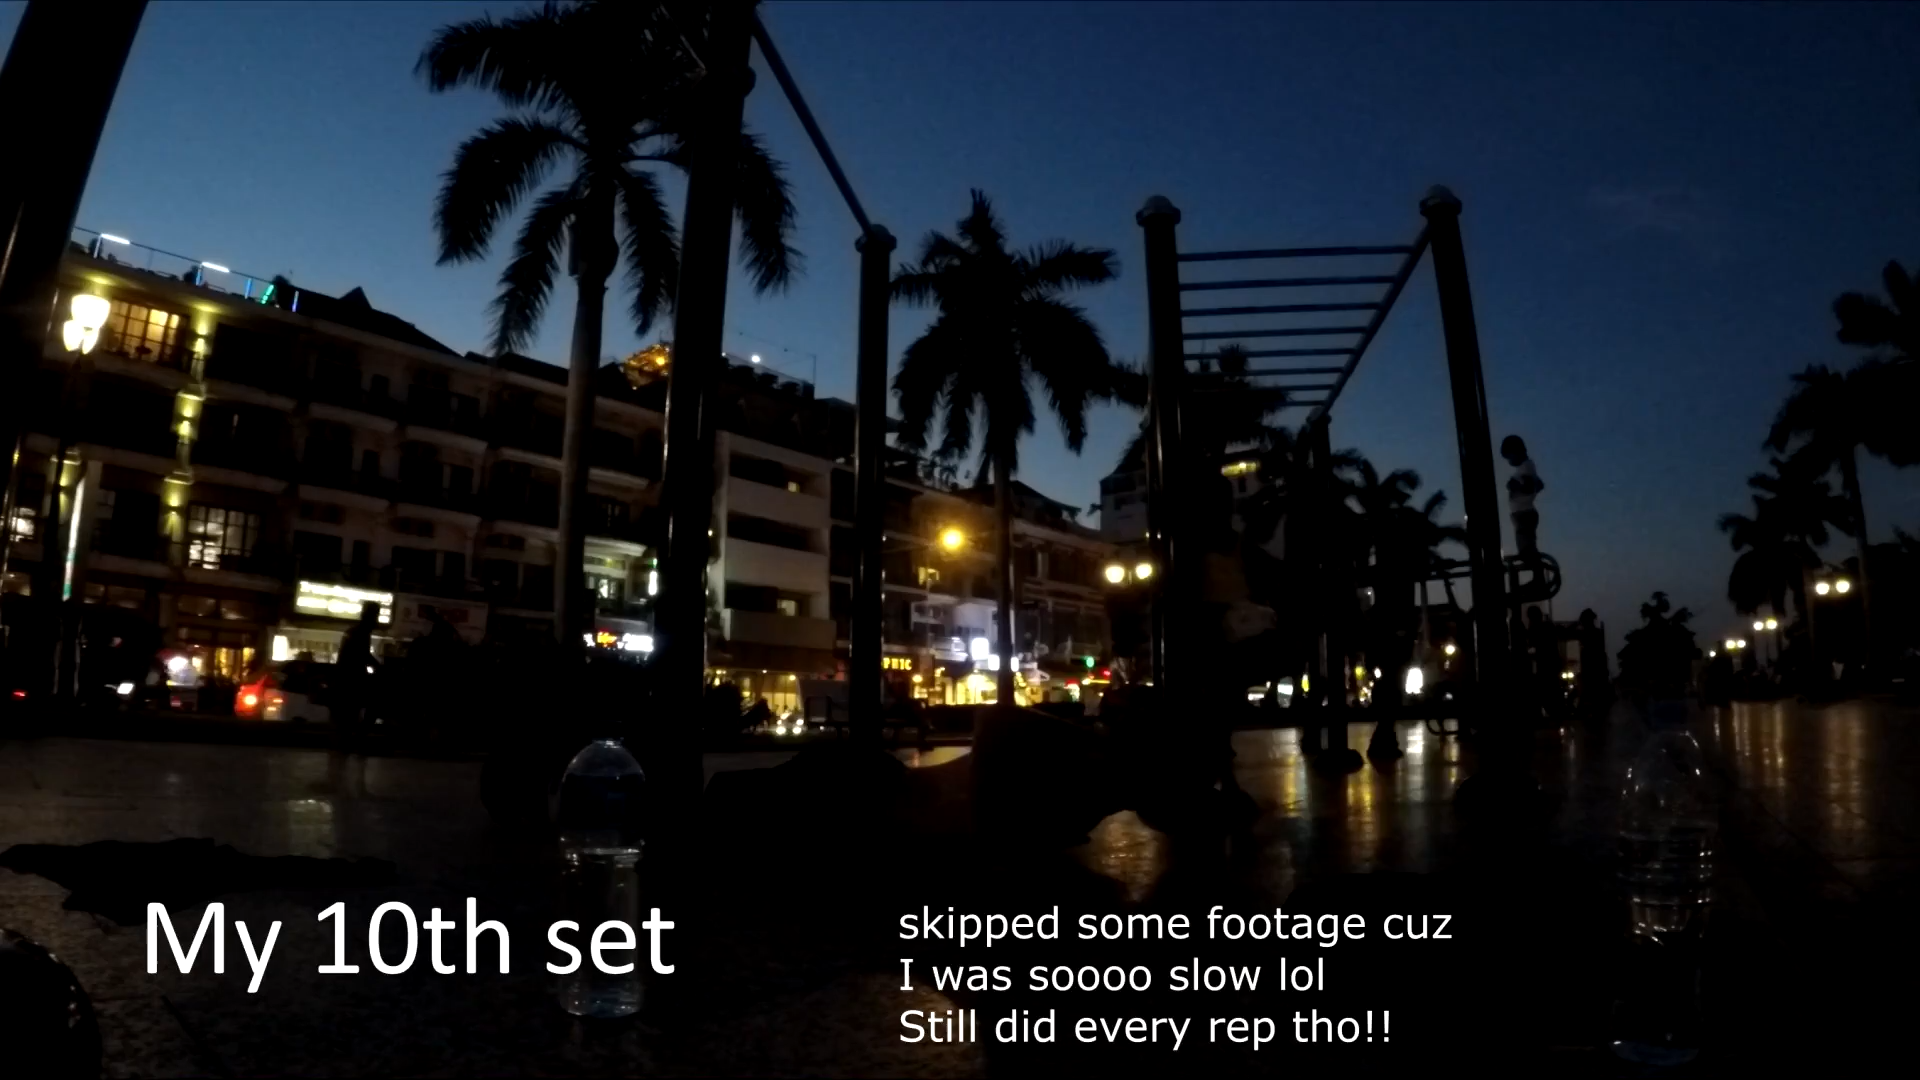 My 10th set
skipped some footage cuz
I was soooo slow lol
Still did every rep tho!!